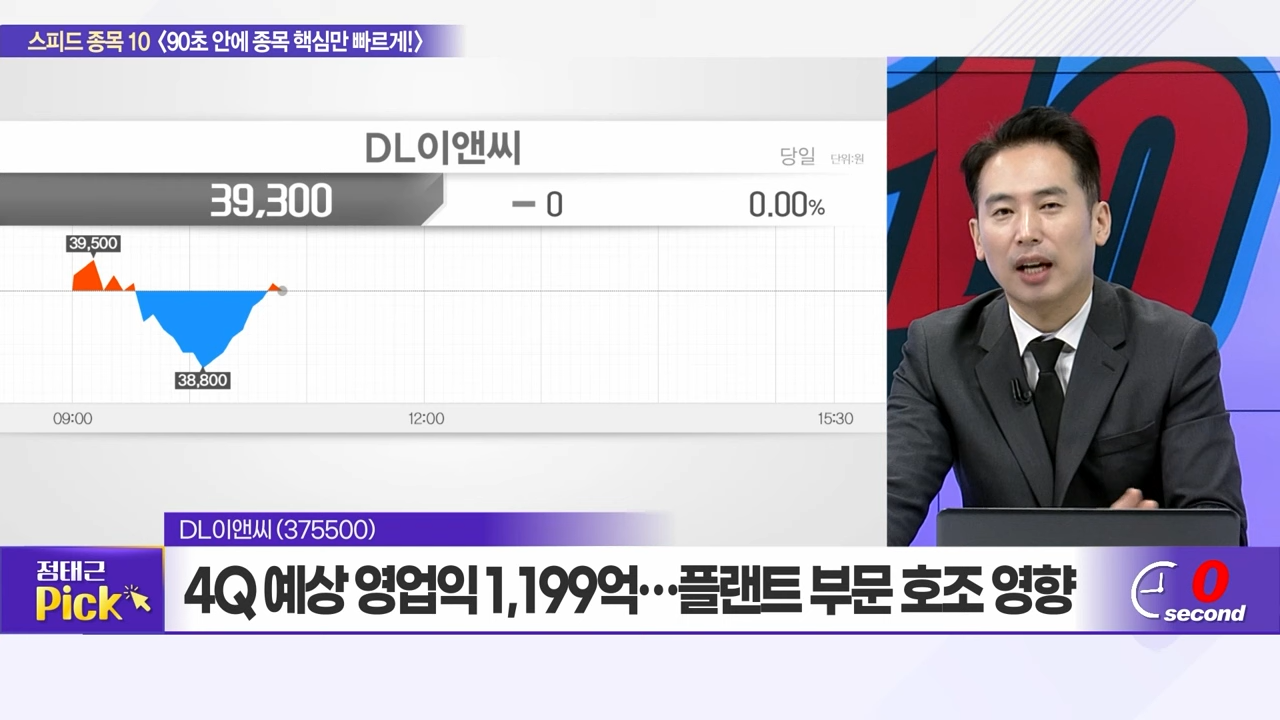 스피드 종목 10 〈90초 안에 종목 핵심만 빠르게!〉
DL이앤씨
당일 단위:원
39,300 0 0.00%
39,500
38,800
09:00 12:00 15:30
10
DL이앤씨 (375500)
정태근
Pick
4Q 예상 영업익 1,199억…플랜트 부문 호조 영향
0
second